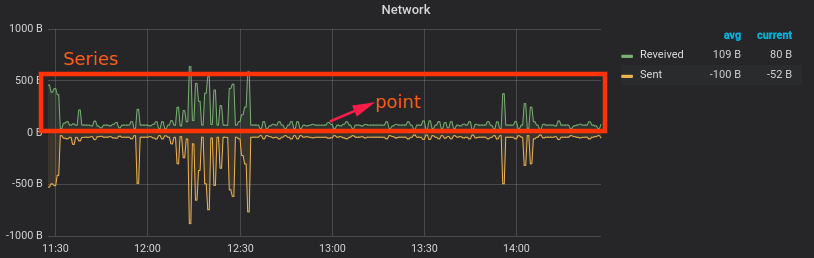 Network
1000 B
500 B
0 B
-500 B
-1000 B
11:30 12:00 12:30 13:00 13:30 14:00
Series
point
avg current
Reveived 109 B 80 B
Sent -100 B -52 B